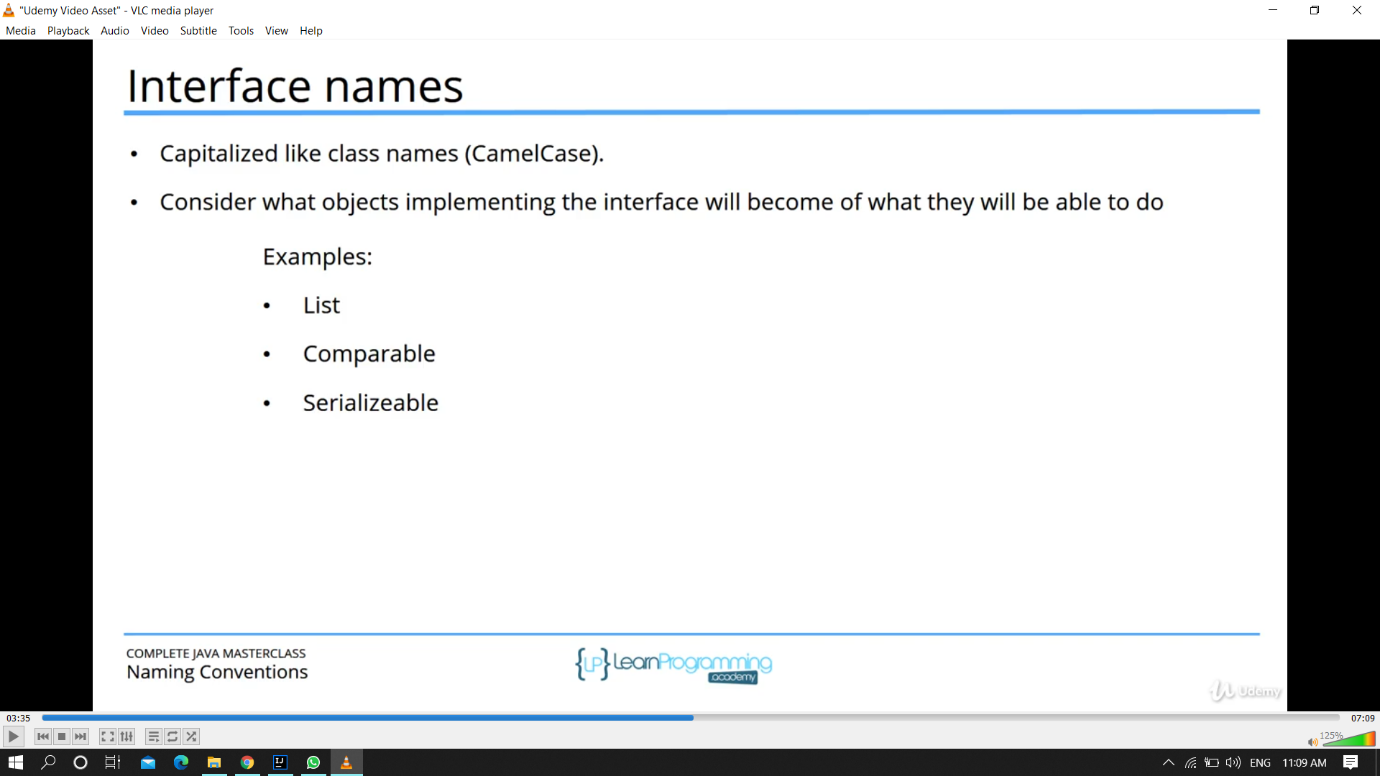 "Udemy Video Asset" - VLC media player
Media Playback Audio Video Subtitle Tools View Help
Interface names
• Capitalized like class names (CamelCase).
• Consider what objects implementing the interface will become of what they will be able to do
Examples:
• List
• Comparable
• Serializeable
COMPLETE JAVA MASTERCLASS
Naming Conventions
{LP} LearnProgramming
academy
Udemy
03:35
07:09
125%
ENG 11:09 AM